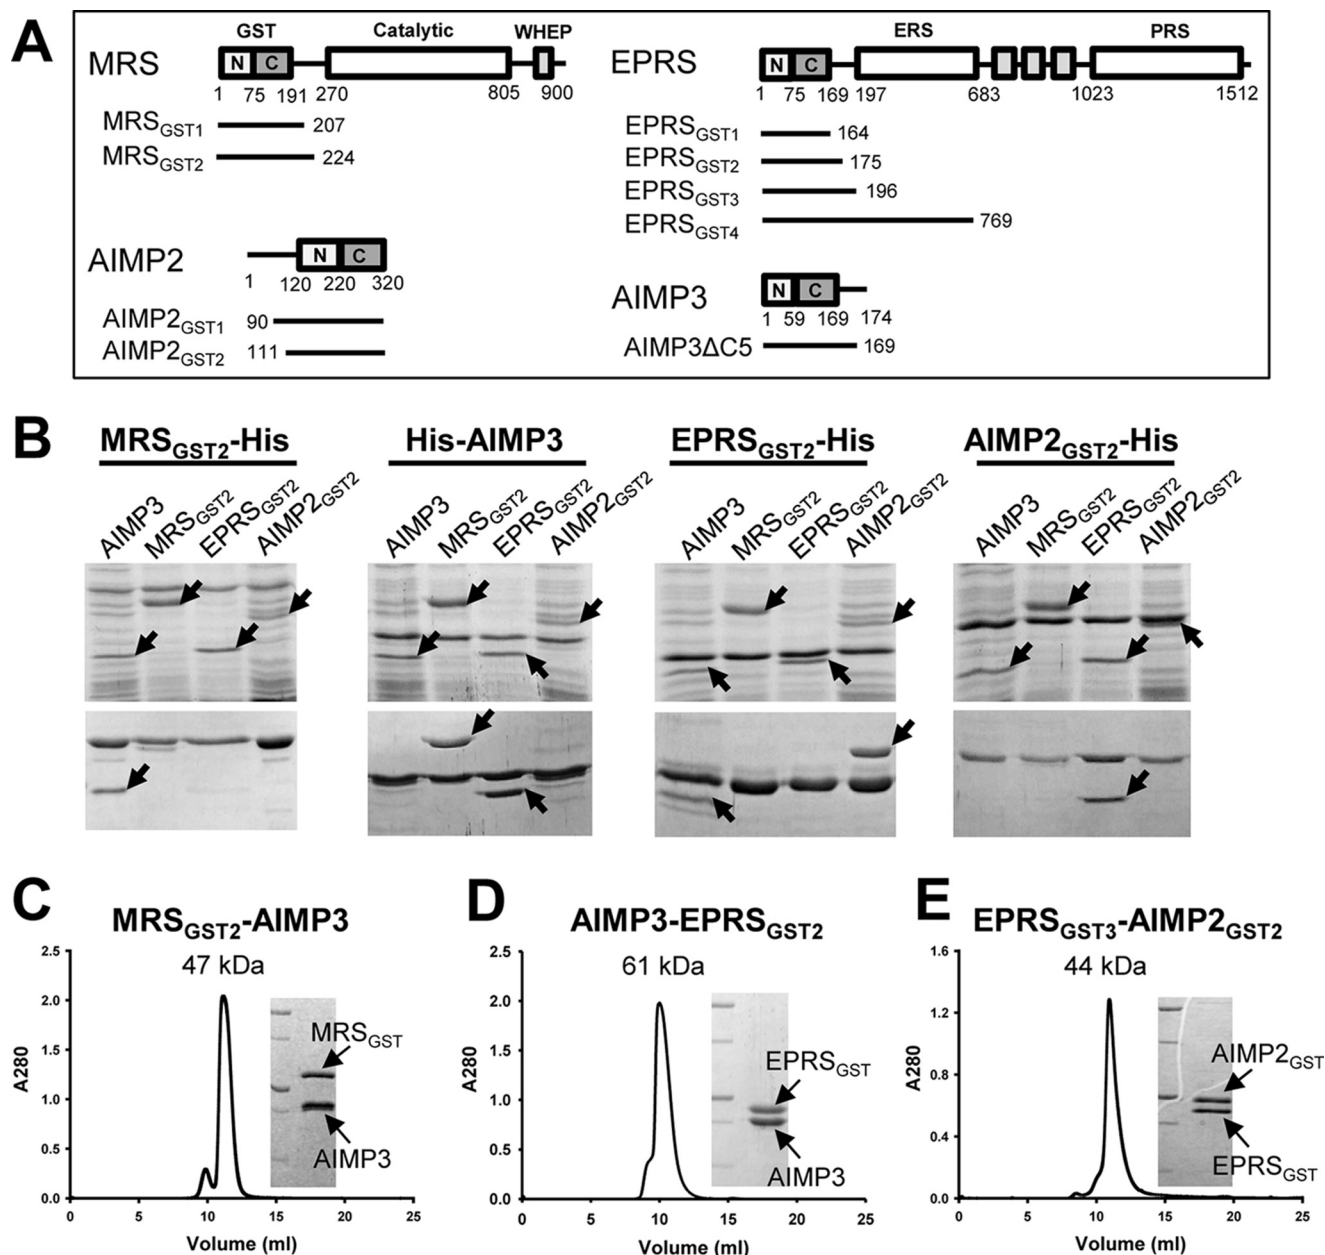 A
GST Catalytic WHEP
MRS N C
1 75 191 270 805 900
MRSGST1 207
MRSGST2 224
AIMP2 N C
1 120 220 320
AIMP2GST1 90
AIMP2GST2 111
ERS PRS
EPRS N C
1 75 169 197 683 1023 1512
EPRSGST1 164
EPRSGST2 175
EPRSGST3 196
EPRSGST4 769
AIMP3 N C
1 59 169 174
AIMP3ΔC5 169
B
MRSGST2-His His-AIMP3 EPRSGST2-His AIMP2GST2-His
AIMP3 MRSGST2 EPRSGST2 AIMP2GST2
AIMP3 MRSGST2 EPRSGST2 AIMP2GST2
AIMP3 MRSGST2 EPRSGST2 AIMP2GST2
AIMP3 MRSGST2 EPRSGST2 AIMP2GST2
C
MRSGST2-AIMP3
47 kDa
2.5
2.0
1.5
1.0
0.5
0.0
A280
MRSGST
AIMP3
0 5 10 15 20 25
Volume (ml)
D
AIMP3-EPRSGST2
61 kDa
2.5
2.0
1.5
1.0
0.5
0.0
A280
EPRSGST
AIMP3
0 5 10 15 20 25
Volume (ml)
E
EPRSGST3-AIMP2GST2
44 kDa
1.6
1.2
0.8
0.4
0.0
A280
AIMP2GST
EPRSGST
0 5 10 15 20 25
Volume (ml)